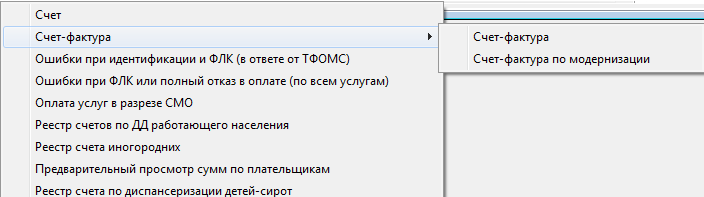 Счет
Счет-фактура
Ошибки при идентификации и ФЛК (в ответе от ТФОМС)
Ошибки при ФЛК или полный отказ в оплате (по всем услугам)
Оплата услуг в разрезе СМО
Реестр счетов по ДД работающего населения
Реестр счета иногородних
Предварительный просмотр сумм по плательщикам
Реестр счета по диспансеризации детей-сирот
Счет-фактура
Счет-фактура по модернизации